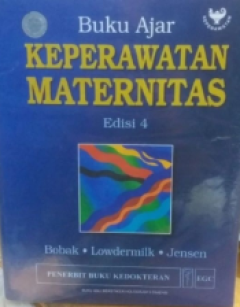 Buku Ajar
KEPERAWATAN
MATERNITAS
Edisi 4
Bobak • Lowdermilk • Jensen
PENERBIT BUKU KEDOKTERAN EGC